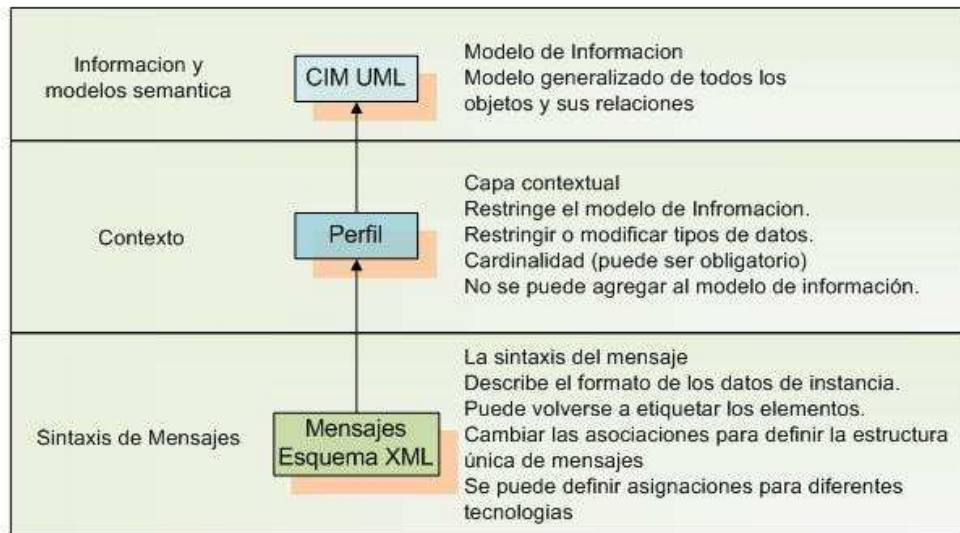 Informacion y
modelos semantica
CIM UML
Modelo de Informacion
Modelo generalizado de todos los
objetos y sus relaciones
Contexto
Perfil
Capa contextual
Restringe el modelo de Infromacion.
Restringir o modificar tipos de datos.
Cardinalidad (puede ser obligatorio)
No se puede agregar al modelo de información.
Sintaxis de Mensajes
Mensajes
Esquema XML
La sintaxis del mensaje
Describe el formato de los datos de instancia.
Puede volverse a etiquetar los elementos.
Cambiar las asociaciones para definir la estructura
única de mensajes
Se puede definir asignaciones para diferentes
tecnologias